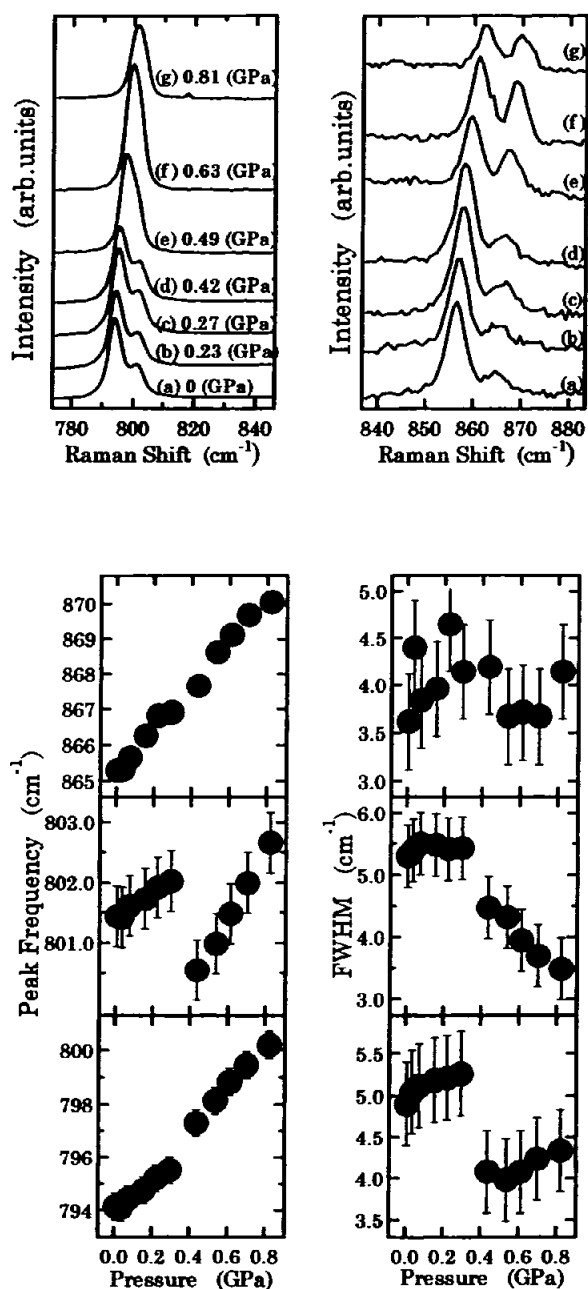 Intensity (arb.units)
(g) 0.81 (GPa)
(f) 0.63 (GPa)
(e) 0.49 (GPa)
(d) 0.42 (GPa)
(c) 0.27 (GPa)
(b) 0.23 (GPa)
(a) 0 (GPa)
780 800 820 840
Raman Shift (cm-1)
Intensity (arb.units)
(g)
(f)
(e)
(d)
(c)
(b)
(a)
840 850 860 870 880
Raman Shift (cm-1)
Peak Frequency (cm-1)
870
869
868
867
866
865
803.0
802.0
801.0
800
798
796
794
0.0 0.2 0.4 0.6 0.8
Pressure (GPa)
FWHM (cm-1)
5.0
4.5
4.0
3.5
3.0
6.0
5.5
5.0
4.5
4.0
3.5
3.0
5.5
5.0
4.5
4.0
3.5
0.0 0.2 0.4 0.6 0.8
Pressure (GPa)